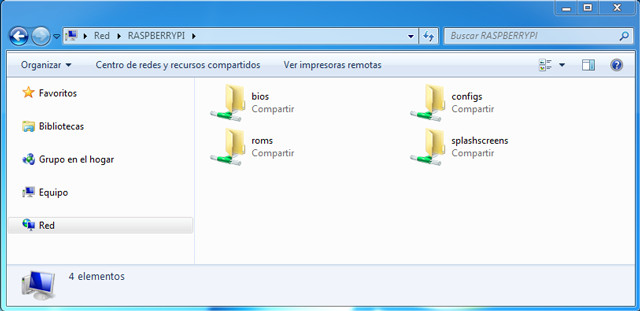 Red ▸ RASPBERRYPI ▸
Buscar RASPBERRYPI
Organizar
Centro de redes y recursos compartidos
Ver impresoras remotas
Favoritos
Bibliotecas
Grupo en el hogar
Equipo
Red
bios
Compartir
configs
Compartir
roms
Compartir
splashscreens
Compartir
4 elementos